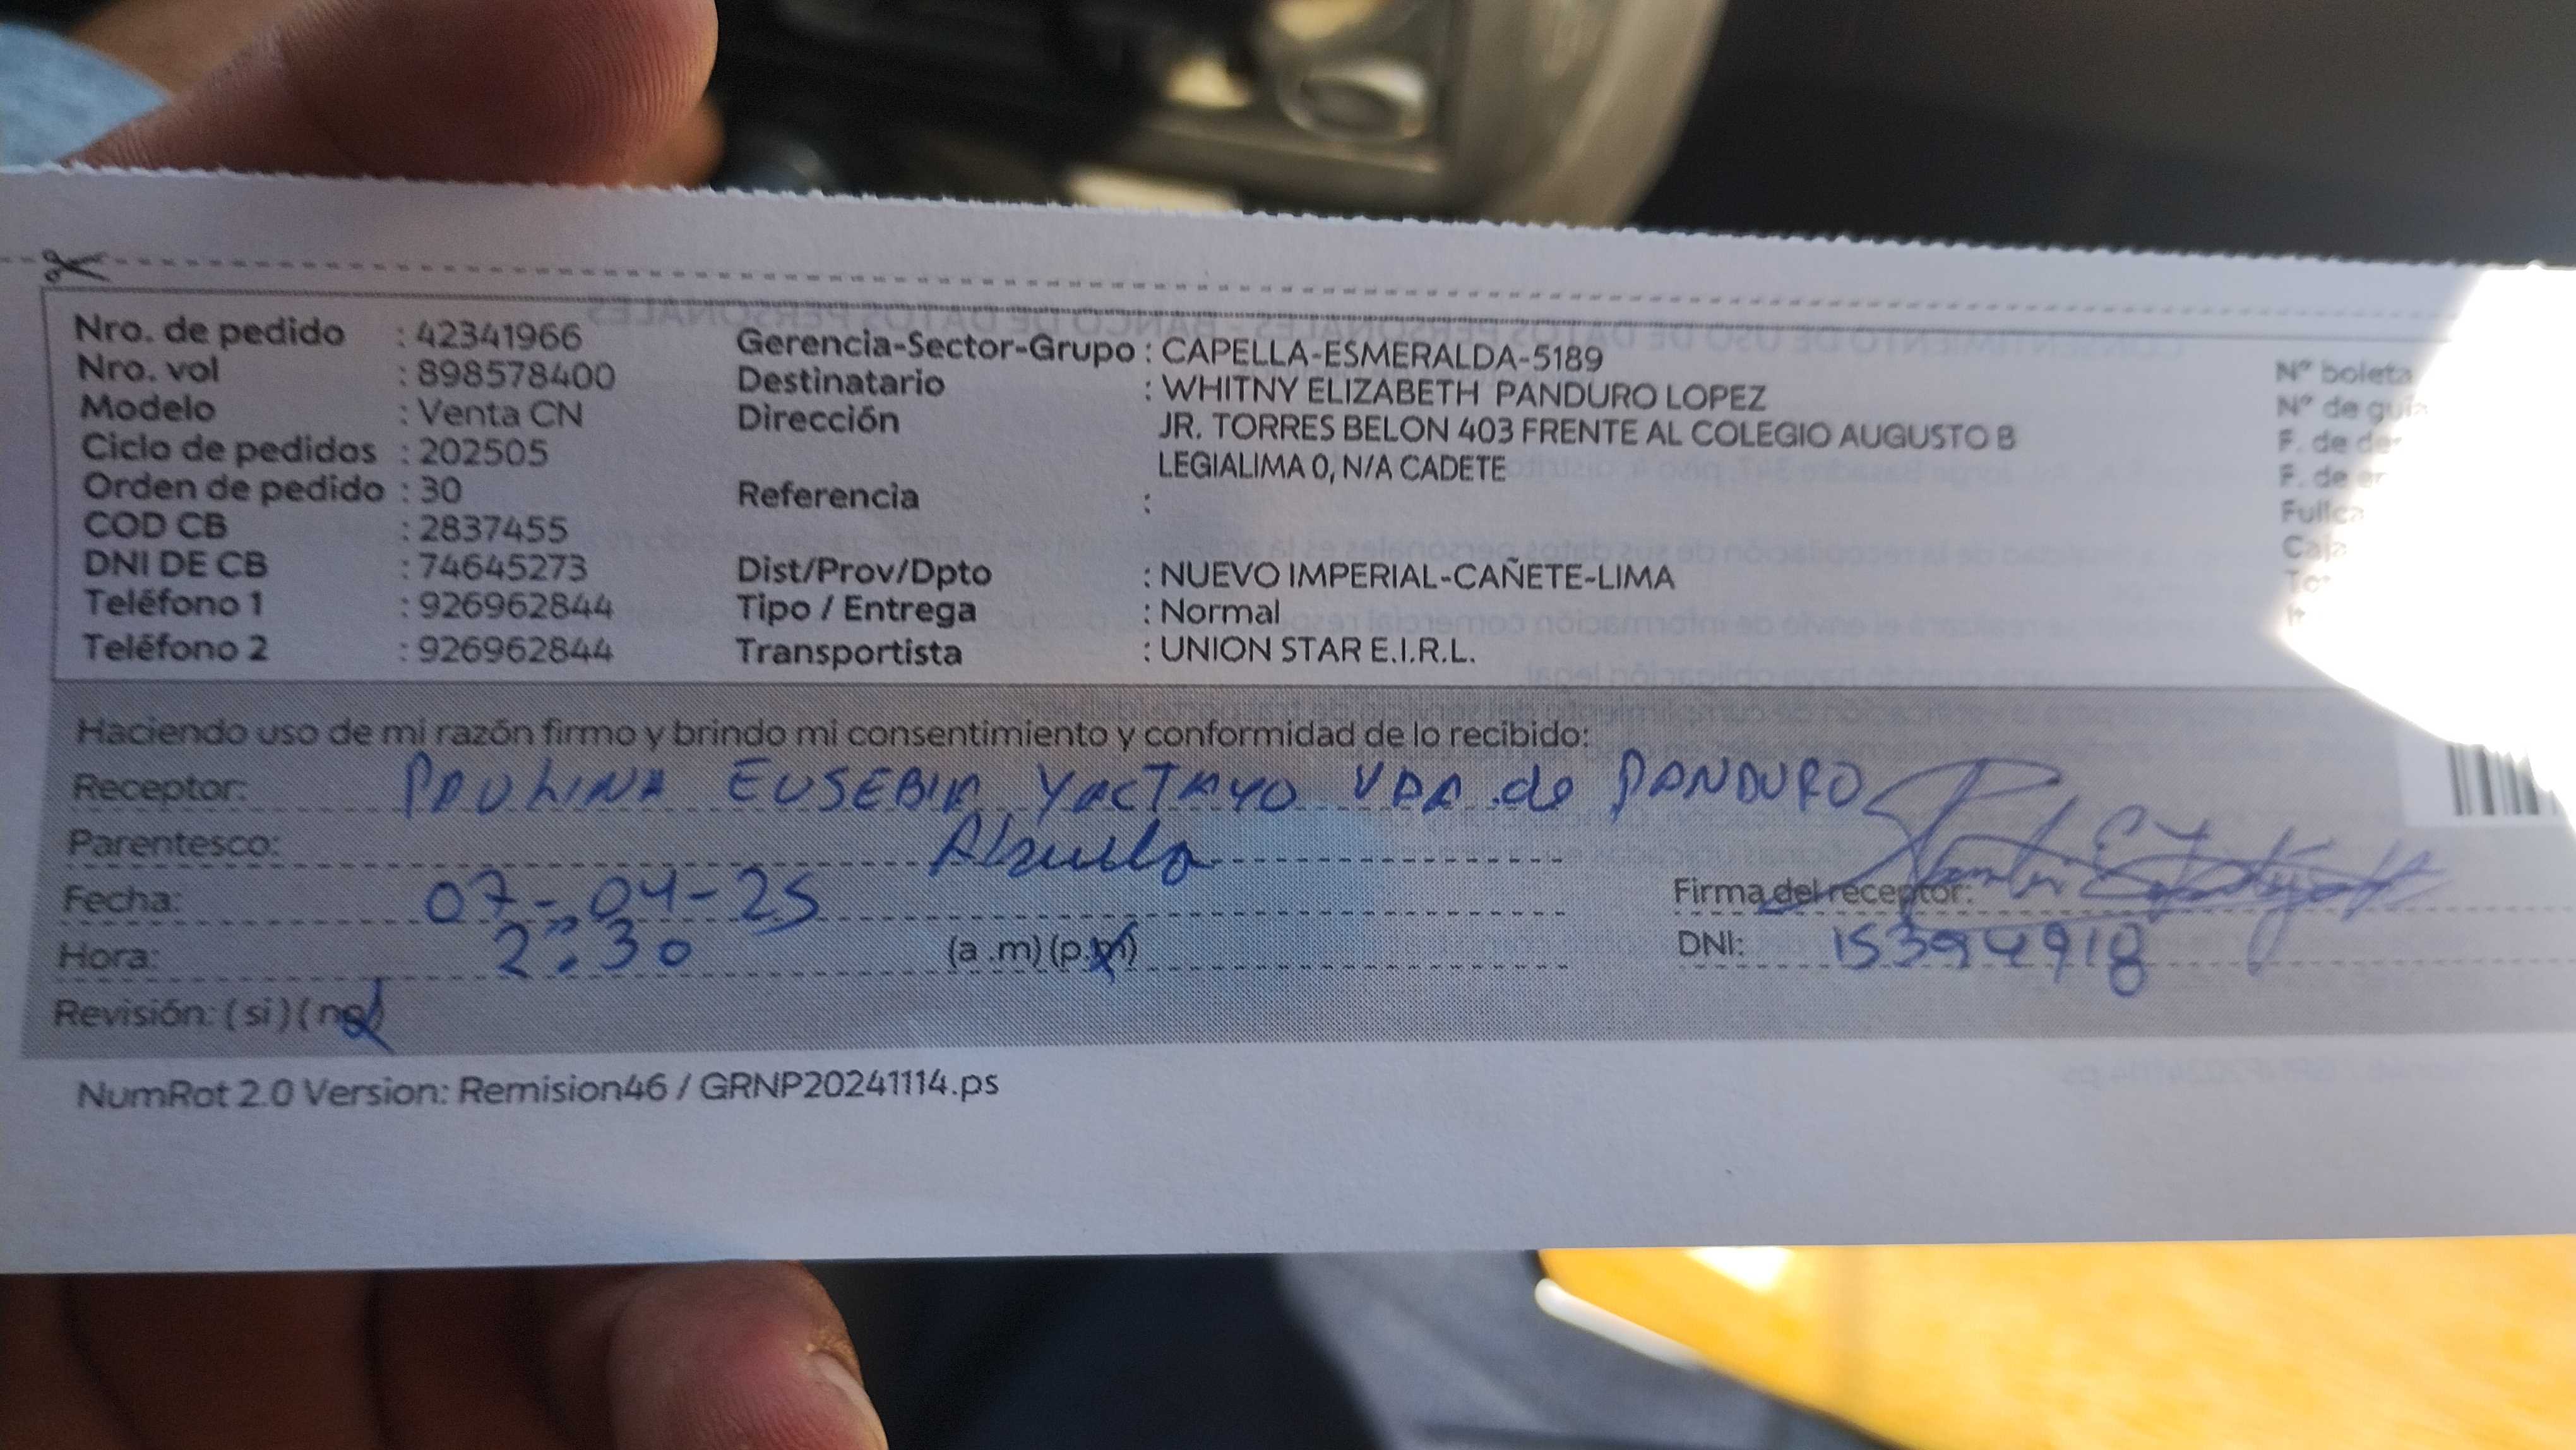 Nro. de pedido : 42341966
Nro. vol : 898578400
Modelo : Venta CN
Ciclo de pedidos : 202505
Orden de pedido : 30
COD CB : 2837455
DNI DE CB : 74645273
Teléfono 1 : 926962844
Teléfono 2 : 926962844
Gerencia-Sector-Grupo : CAPELLA-ESMERALDA-5189
Destinatario : WHITNY ELIZABETH PANDURO LOPEZ
Dirección JR. TORRES BELON 403 FRENTE AL COLEGIO AUGUSTO B
LEGIALIMA 0, N/A CADETE
Referencia :
Dist/Prov/Dpto : NUEVO IMPERIAL-CAÑETE-LIMA
Tipo / Entrega : Normal
Transportista : UNION STAR E.I.R.L.
N° boleta
N° de
F. de
F. de
Haciendo uso de mi razón firmo y brindo mi consentimiento y conformidad de lo recibido:
Receptor: PAULINA EUSEBIA YACTAYO VDA de PANDURO
Parentesco: Abuela
Fecha: 07-04-25
Hora: 2:30 (a .m) (p.m)
Revisión: ( si ) ( no )
Firma del receptor:
DNI: 15394918
NumRot 2.0 Version: Remision46 / GRNP20241114.ps